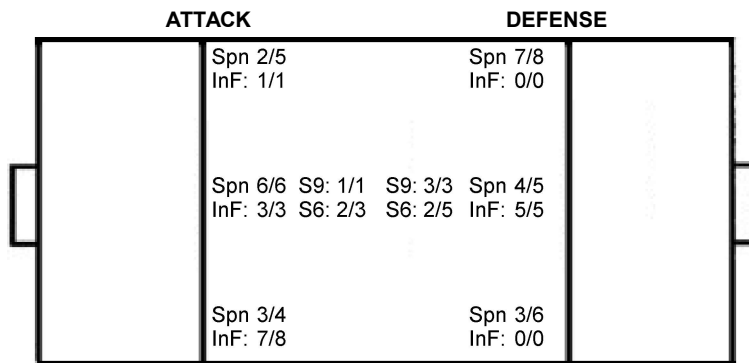 ATTACK DEFENSE
Spn 2/5 Spn 7/8
InF: 1/1 InF: 0/0
Spn 6/6 S9: 1/1 S9: 3/3 Spn 4/5
InF: 3/3 S6: 2/3 S6: 2/5 InF: 5/5
Spn 3/4 Spn 3/6
InF: 7/8 InF: 0/0